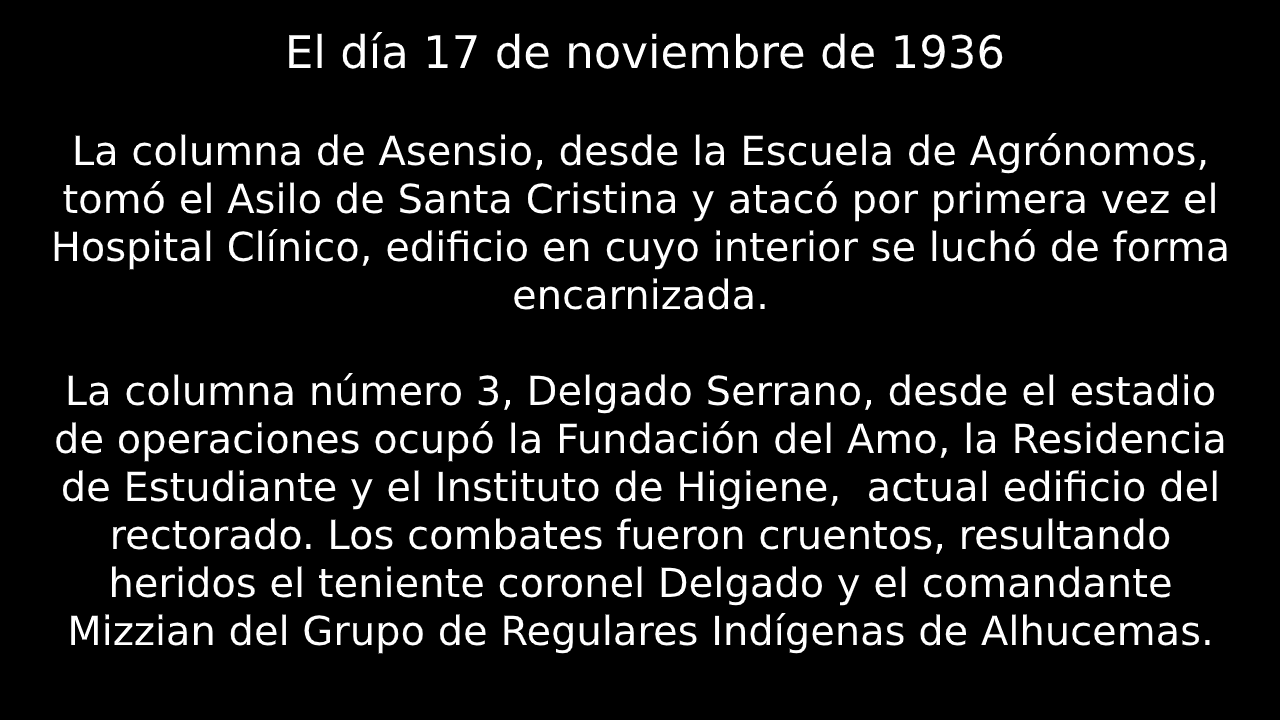 El día 17 de noviembre de 1936
La columna de Asensio, desde la Escuela de Agrónomos,
tomó el Asilo de Santa Cristina y atacó por primera vez el
Hospital Clínico, edificio en cuyo interior se luchó de forma
encarnizada.
La columna número 3, Delgado Serrano, desde el estadio
de operaciones ocupó la Fundación del Amo, la Residencia
de Estudiante y el Instituto de Higiene,  actual edificio del
rectorado. Los combates fueron cruentos, resultando
heridos el teniente coronel Delgado y el comandante
Mizzian del Grupo de Regulares Indígenas de Alhucemas.